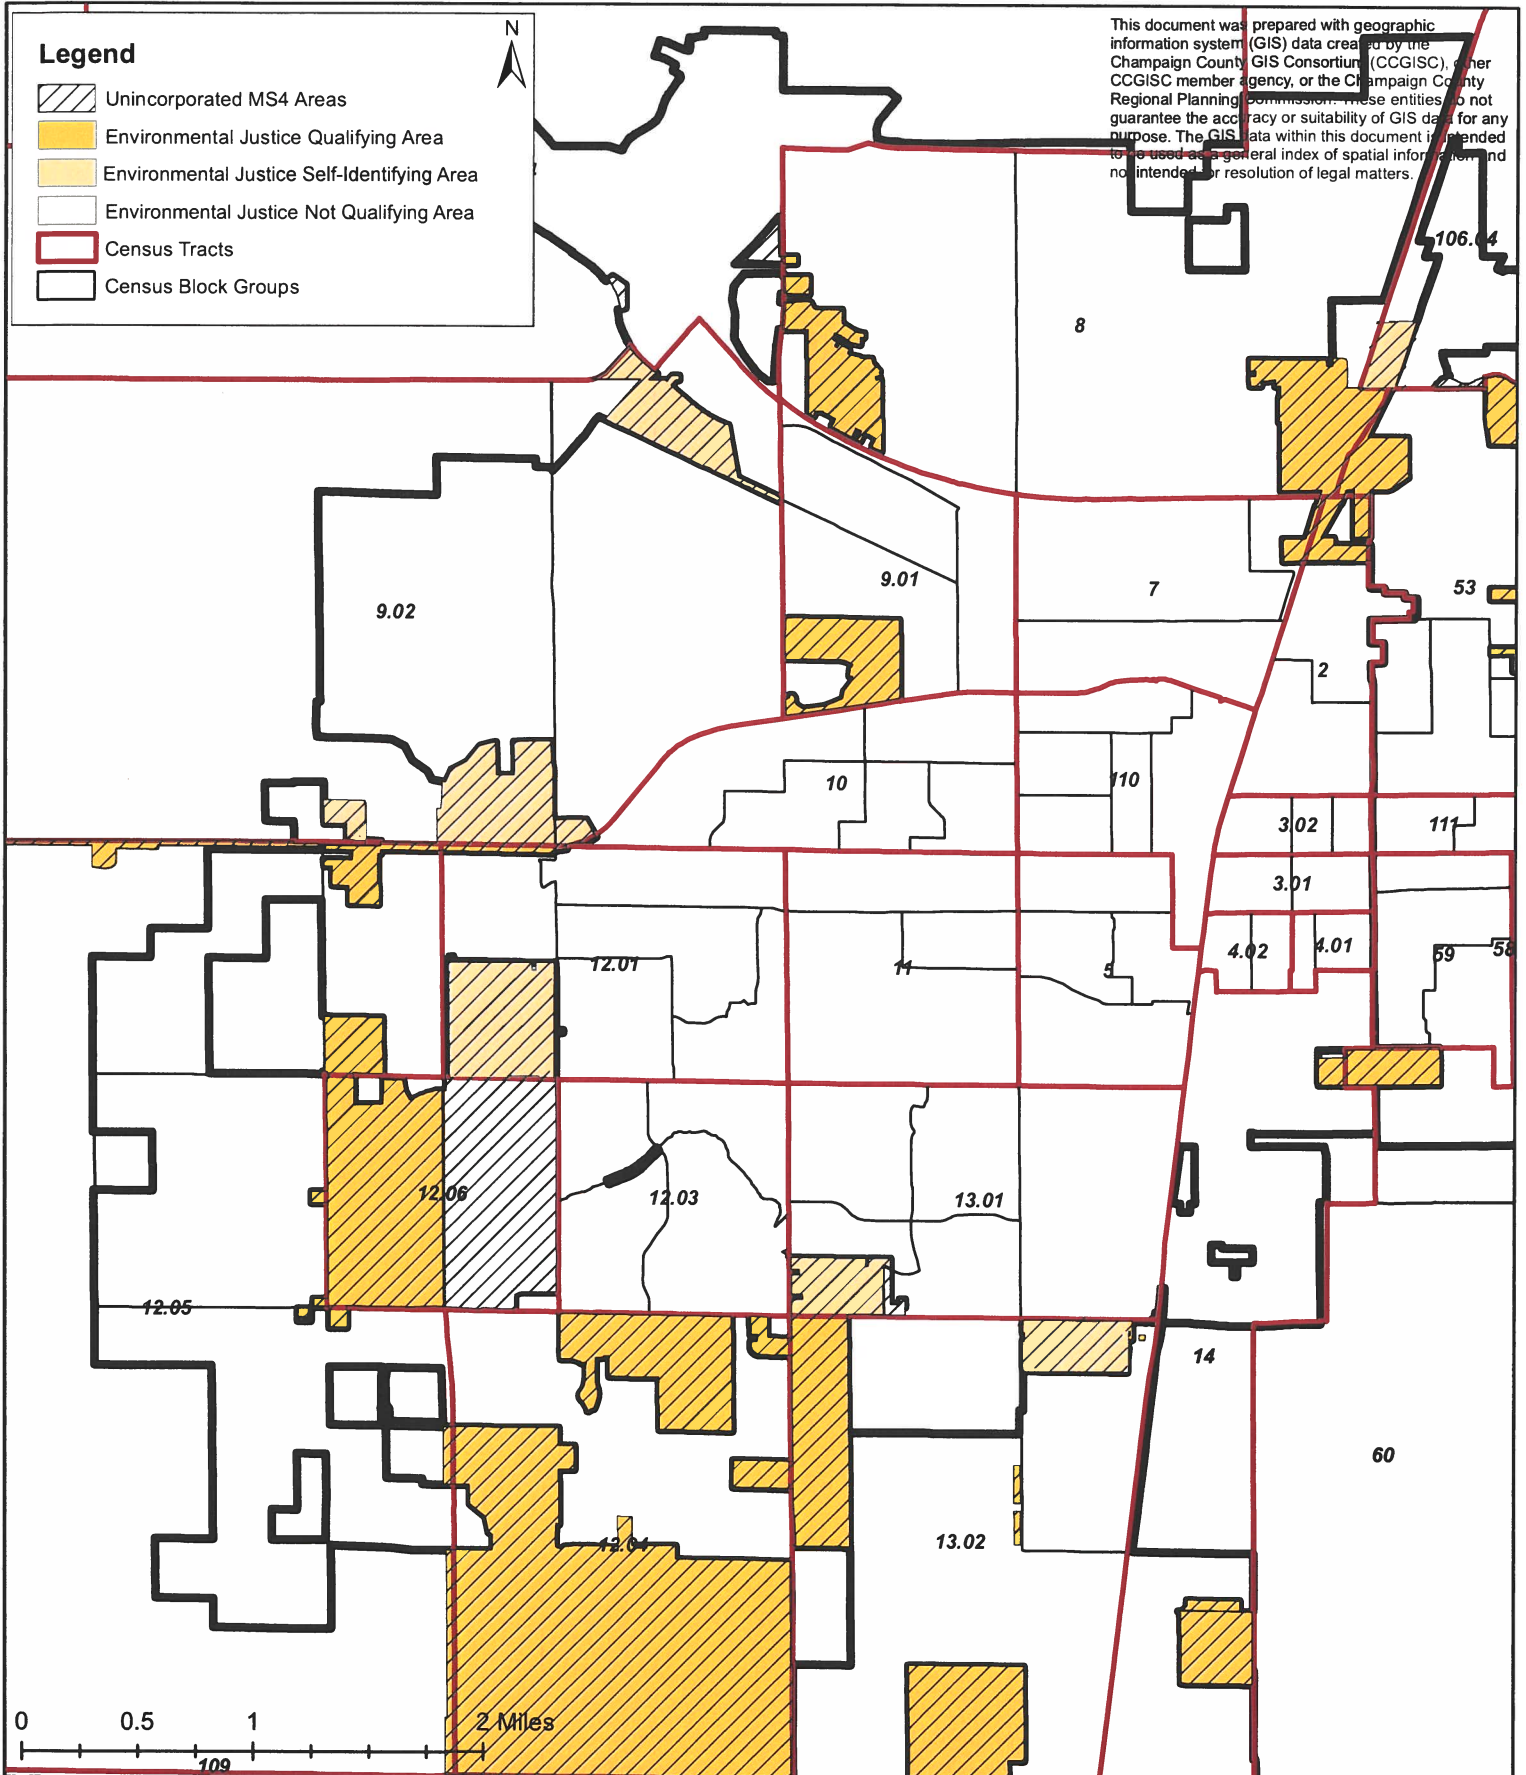 Legend
N
Unincorporated MS4 Areas
Environmental Justice Qualifying Area
Environmental Justice Self-Identifying Area
Environmental Justice Not Qualifying Area
Census Tracts
Census Block Groups
This document was prepared with geographic
information system (GIS) data created by the
Champaign County GIS Consortium (CCGISC), other
CCGISC member agency, or the Champaign County
Regional Planning Commission. These entities do not
guarantee the accuracy or suitability of GIS data for any
purpose. The GIS data within this document is intended
to be used as a general index of spatial information and
not intended for resolution of legal matters.
106.04
8
9.01
9.02
7
53
2
10
110
3.02
111
3.01
12.01
11
5
4.02
4.01
59
58
12.06
12.03
13.01
12.05
14
60
12.04
13.02
0 0.5 1 2 Miles
109